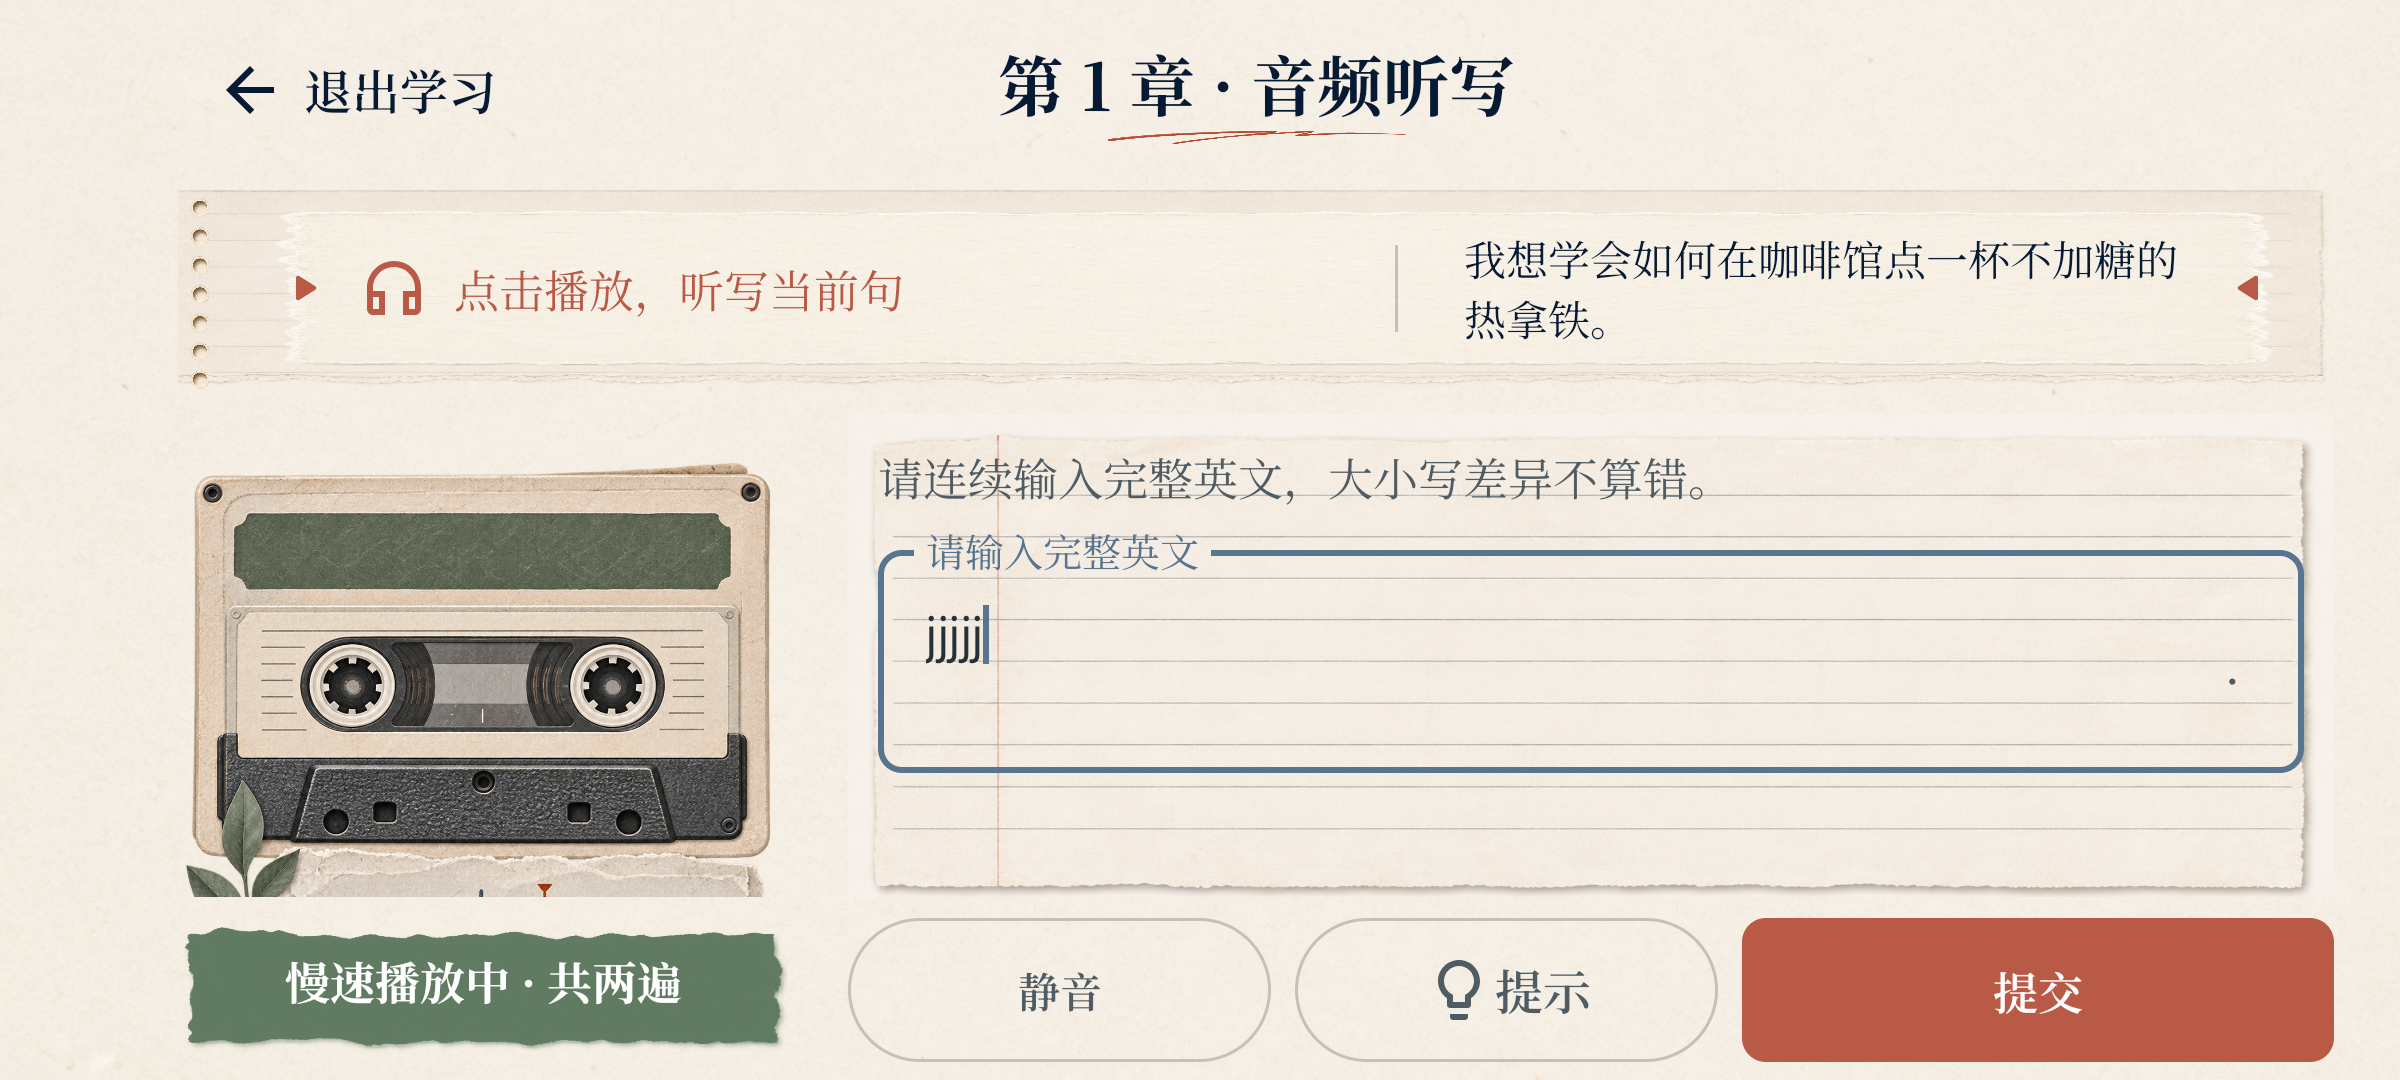 退出学习
第 1 章 · 音频听写
点击播放，听写当前句
我想学会如何在咖啡馆点一杯不加糖的
热拿铁。
请连续输入完整英文，大小写差异不算错。
请输入完整英文
jjjjj
.
慢速播放中 · 共两遍
静音
提示
提交